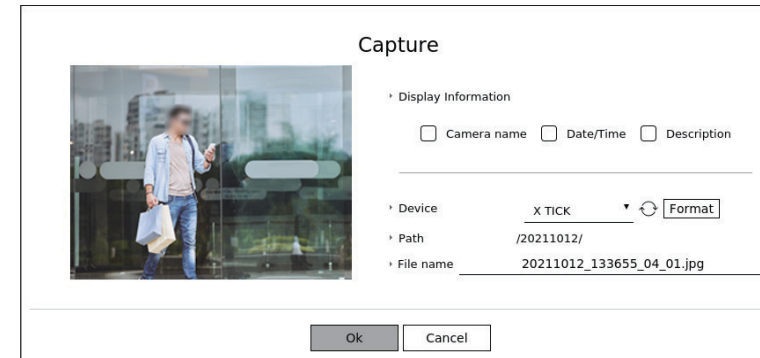 Capture
Display Information
Camera name Date/Time Description
Device X TICK Format
Path /20211012/
File name 20211012_133655_04_01.jpg
Ok Cancel